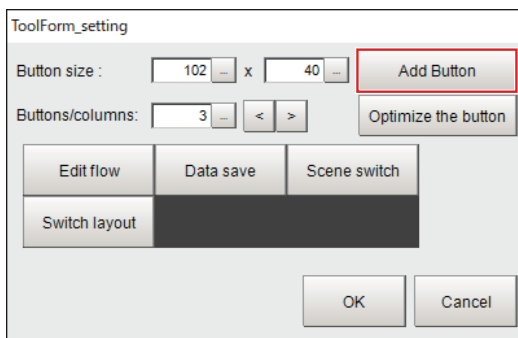 ToolForm_setting
Button size : 102 ... x 40 ... Add Button
Buttons/columns: 3 ... < > Optimize the button
Edit flow Data save Scene switch
Switch layout
OK Cancel